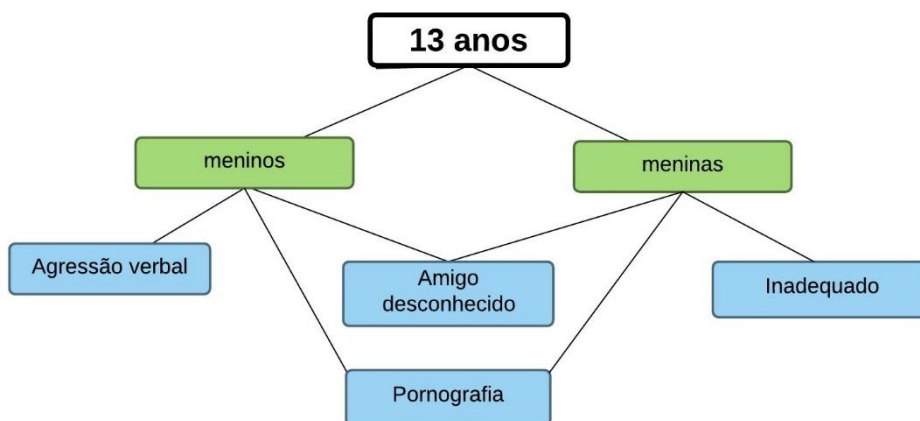 13 anos
meninos
meninas
Agressão verbal
Amigo
desconhecido
Inadequado
Pornografia